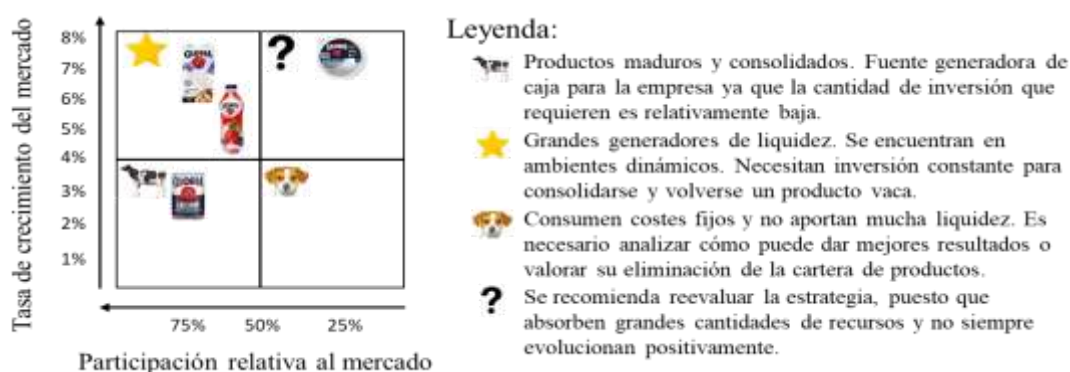 Tasa de crecimiento del mercado
8%
7%
6%
5%
4%
3%
2%
1%
?
GLORIA
75%
50%
25%
Participación relativa al mercado
Leyenda:
Productos maduros y consolidados. Fuente generadora de
caja para la empresa ya que la cantidad de inversión que
requieren es relativamente baja.
Grandes generadores de liquidez. Se encuentran en
ambientes dinámicos. Necesitan inversión constante para
consolidarse y volverse un producto vaca.
Consumen costes fijos y no aportan mucha liquidez. Es
necesario analizar cómo puede dar mejores resultados o
valorar su eliminación de la cartera de productos.
?
Se recomienda reevaluar la estrategia, puesto que
absorben grandes cantidades de recursos y no siempre
evolucionan positivamente.